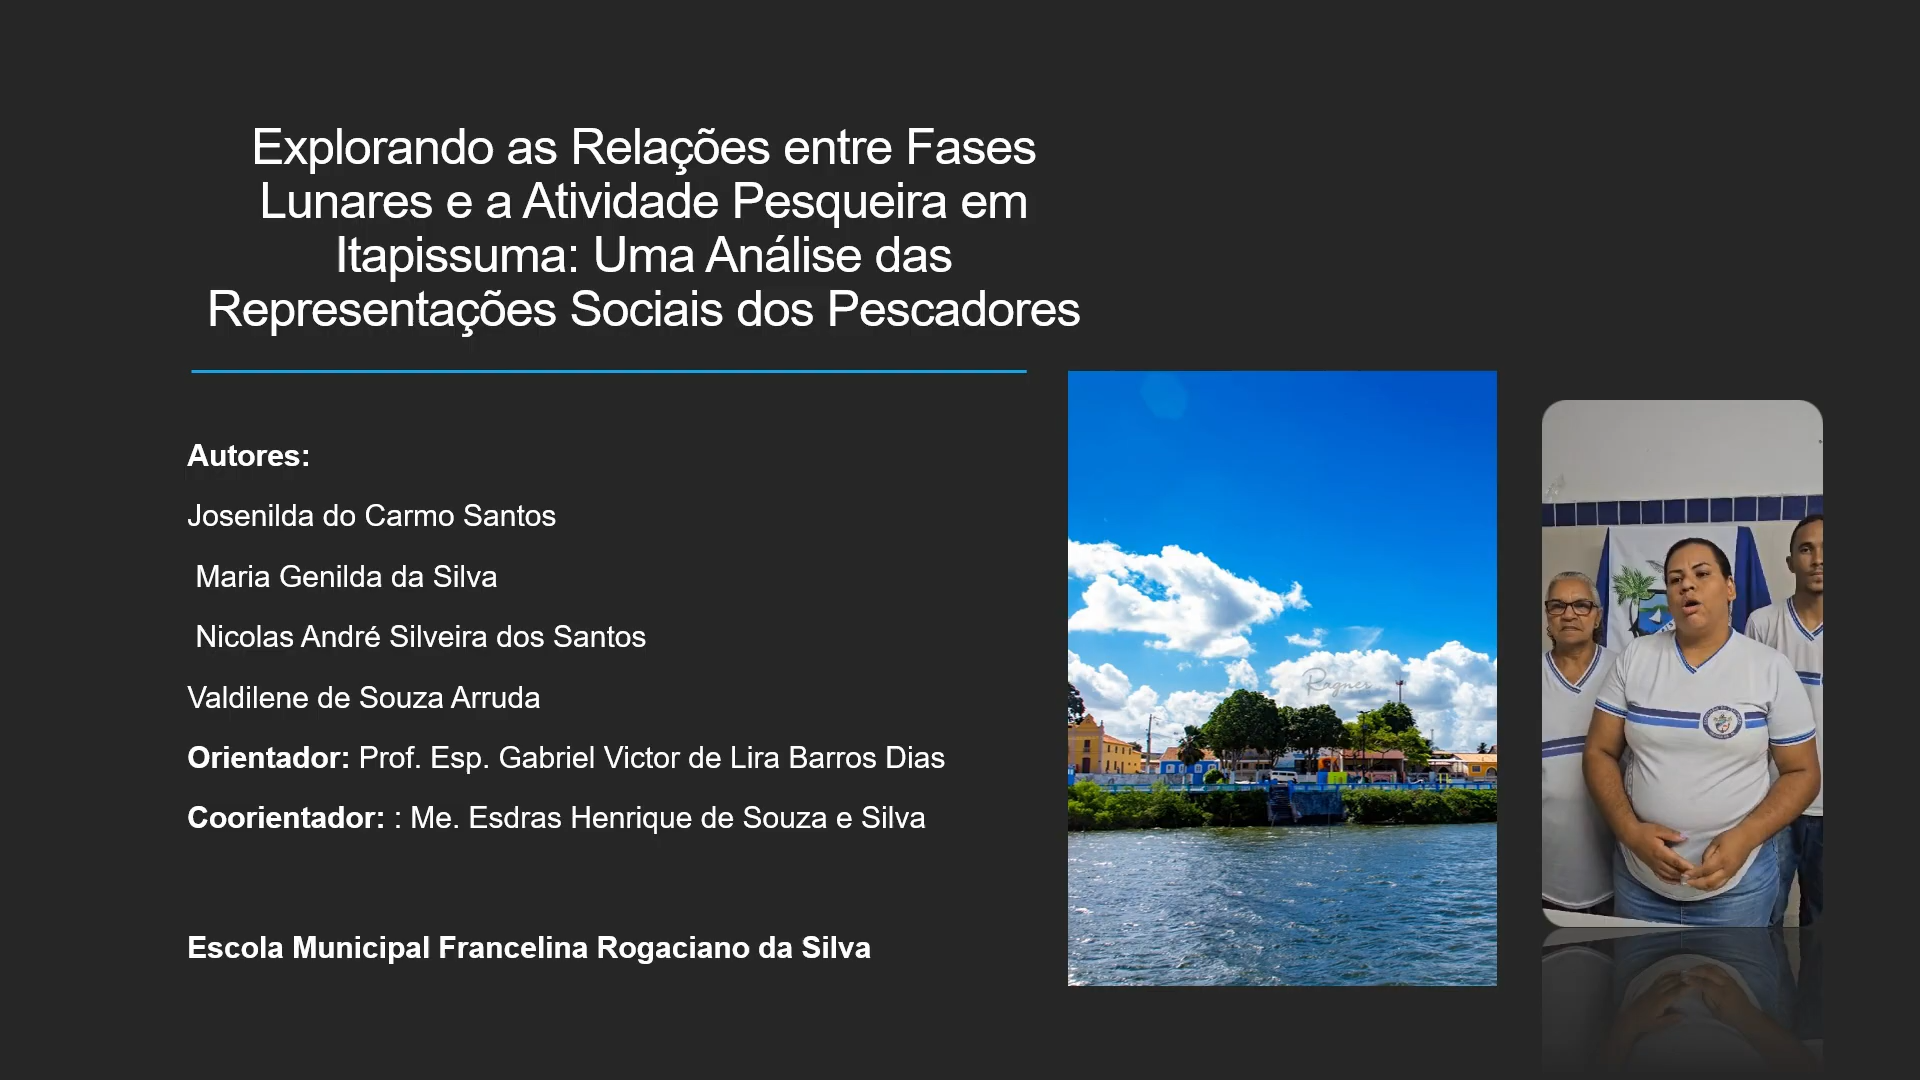 Explorando as Relações entre Fases
Lunares e a Atividade Pesqueira em
Itapissuma: Uma Análise das
Representações Sociais dos Pescadores
Autores:
Josenilda do Carmo Santos
Maria Genilda da Silva
Nicolas André Silveira dos Santos
Valdilene de Souza Arruda
Orientador: Prof. Esp. Gabriel Victor de Lira Barros Dias
Coorientador: : Me. Esdras Henrique de Souza e Silva
Escola Municipal Francelina Rogaciano da Silva
Ragner